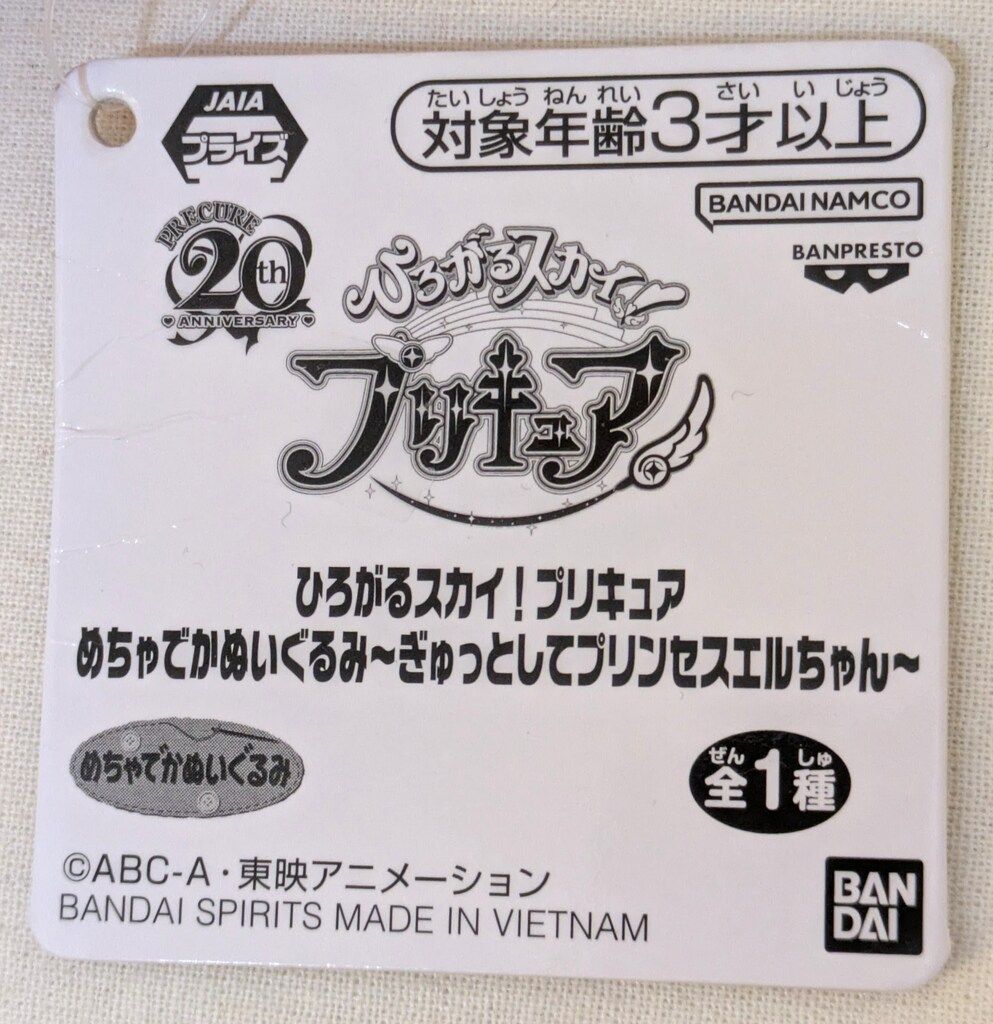 JAIA
プライズ
たいしょうねんれい さいいじょう
対象年齢3才以上
BANDAI NAMCO
BANPRESTO
PRECURE
20th
ANNIVERSARY
ひろがるスカイ!
プリキュア
ひろがるスカイ!プリキュア
めちゃでかぬいぐるみ~ぎゅっとしてプリンセスエルちゃん~
めちゃでかぬいぐるみ
ぜん しゅ
全1種
©ABC-A・東映アニメーション
BANDAI SPIRITS MADE IN VIETNAM
BAN
DAI